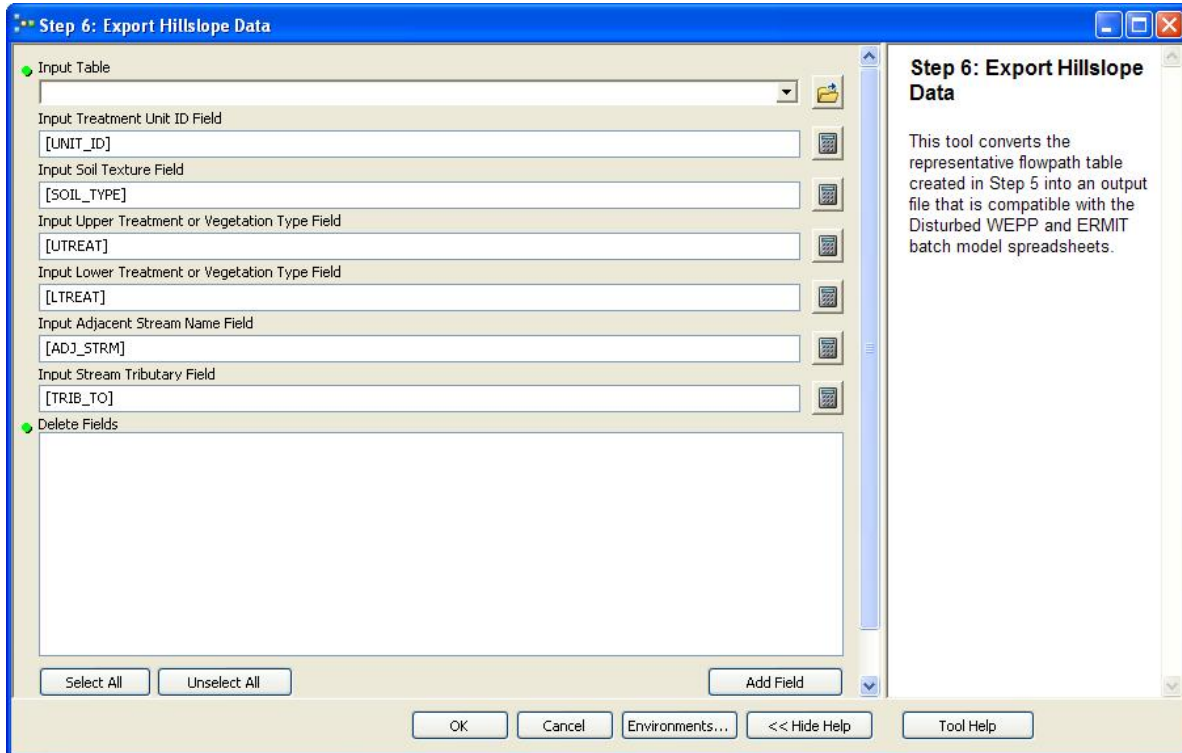 Step 6: Export Hillslope Data
Input Table
Input Treatment Unit ID Field
[UNIT_ID]
Input Soil Texture Field
[SOIL_TYPE]
Input Upper Treatment or Vegetation Type Field
[UTREAT]
Input Lower Treatment or Vegetation Type Field
[LTREAT]
Input Adjacent Stream Name Field
[ADJ_STRM]
Input Stream Tributary Field
[TRIB_TO]
Delete Fields
Select All
Unselect All
Add Field
OK
Cancel
Environments...
<< Hide Help
Tool Help
Step 6: Export Hillslope
Data
This tool converts the
representative flowpath table
created in Step 5 into an output
file that is compatible with the
Disturbed WEPP and ERMIT
batch model spreadsheets.